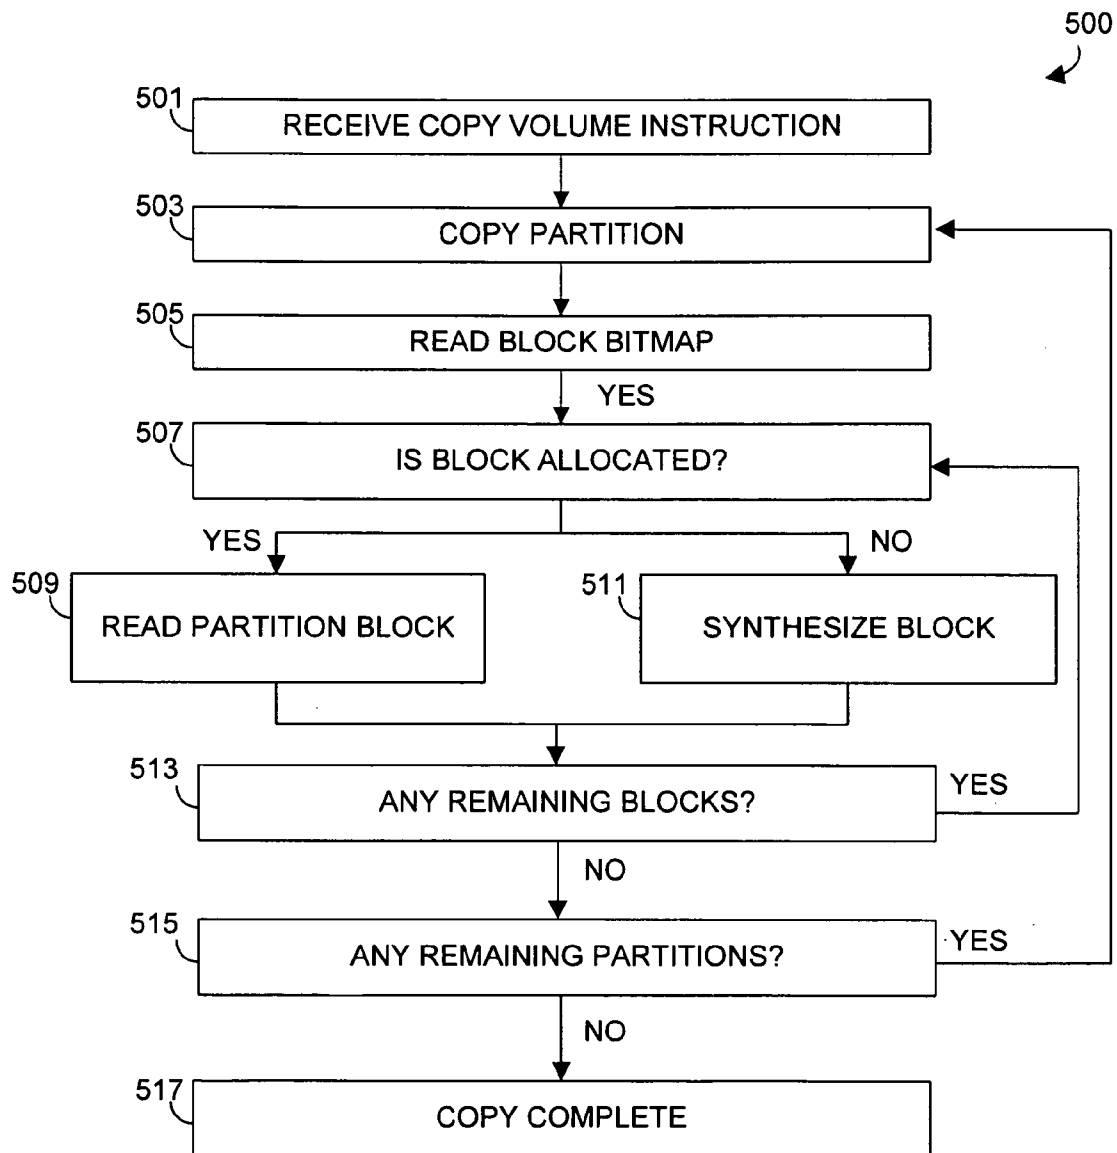 500
501
RECEIVE COPY VOLUME INSTRUCTION
503
COPY PARTITION
505
READ BLOCK BITMAP
YES
507
IS BLOCK ALLOCATED?
YES
NO
509
READ PARTITION BLOCK
511
SYNTHESIZE BLOCK
513
ANY REMAINING BLOCKS?
YES
NO
515
ANY REMAINING PARTITIONS?
YES
NO
517
COPY COMPLETE